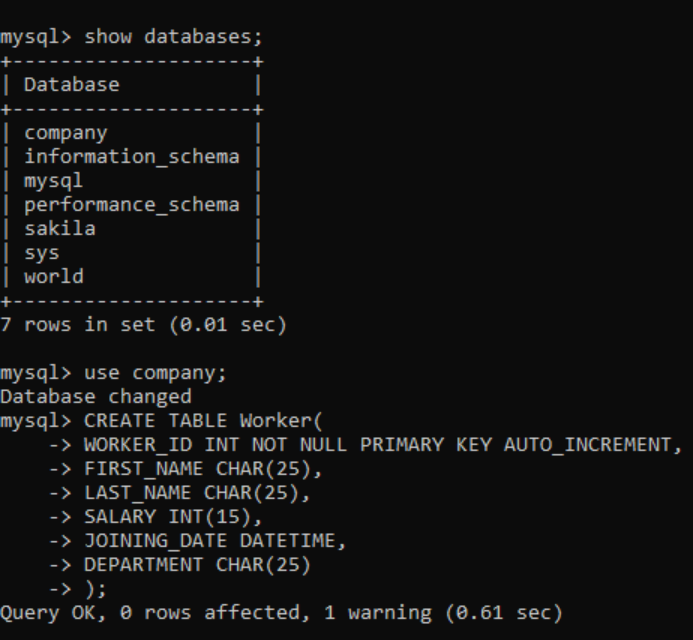 mysql> show databases;
+--------------------+
| Database           |
+--------------------+
| company            |
| information_schema |
| mysql              |
| performance_schema |
| sakila             |
| sys                |
| world              |
+--------------------+
7 rows in set (0.01 sec)
mysql> use company;
Database changed
mysql> CREATE TABLE Worker(
    -> WORKER_ID INT NOT NULL PRIMARY KEY AUTO_INCREMENT,
    -> FIRST_NAME CHAR(25),
    -> LAST_NAME CHAR(25),
    -> SALARY INT(15),
    -> JOINING_DATE DATETIME,
    -> DEPARTMENT CHAR(25)
    -> );
Query OK, 0 rows affected, 1 warning (0.61 sec)